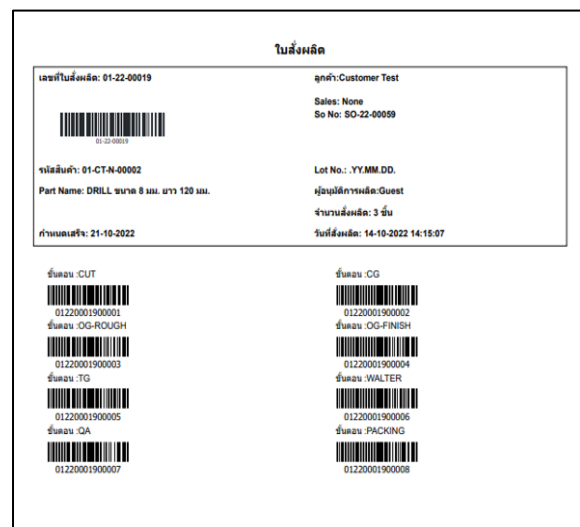 ใบสั่งผลิต
เลขที่ใบสั่งผลิต: 01-22-00019
ลูกค้า:Customer Test
Sales: None
So No: SO-22-00059
01-22-00019
รหัสสินค้า: 01-CT-N-00002
Lot No.: .YY.MM.DD.
Part Name: DRILL ขนาด 8 มม. ยาว 120 มม.
ผู้อนุมัติการผลิต:Guest
จำนวนสั่งผลิต: 3 ชิ้น
กำหนดเสร็จ: 21-10-2022
วันที่สั่งผลิต: 14-10-2022 14:15:07
ขั้นตอน :CUT
ขั้นตอน :CG
01220001900001
01220001900002
ขั้นตอน :OG-ROUGH
ขั้นตอน :OG-FINISH
01220001900003
01220001900004
ขั้นตอน :TG
ขั้นตอน :WALTER
01220001900005
01220001900006
ขั้นตอน :QA
ขั้นตอน :PACKING
01220001900007
01220001900008